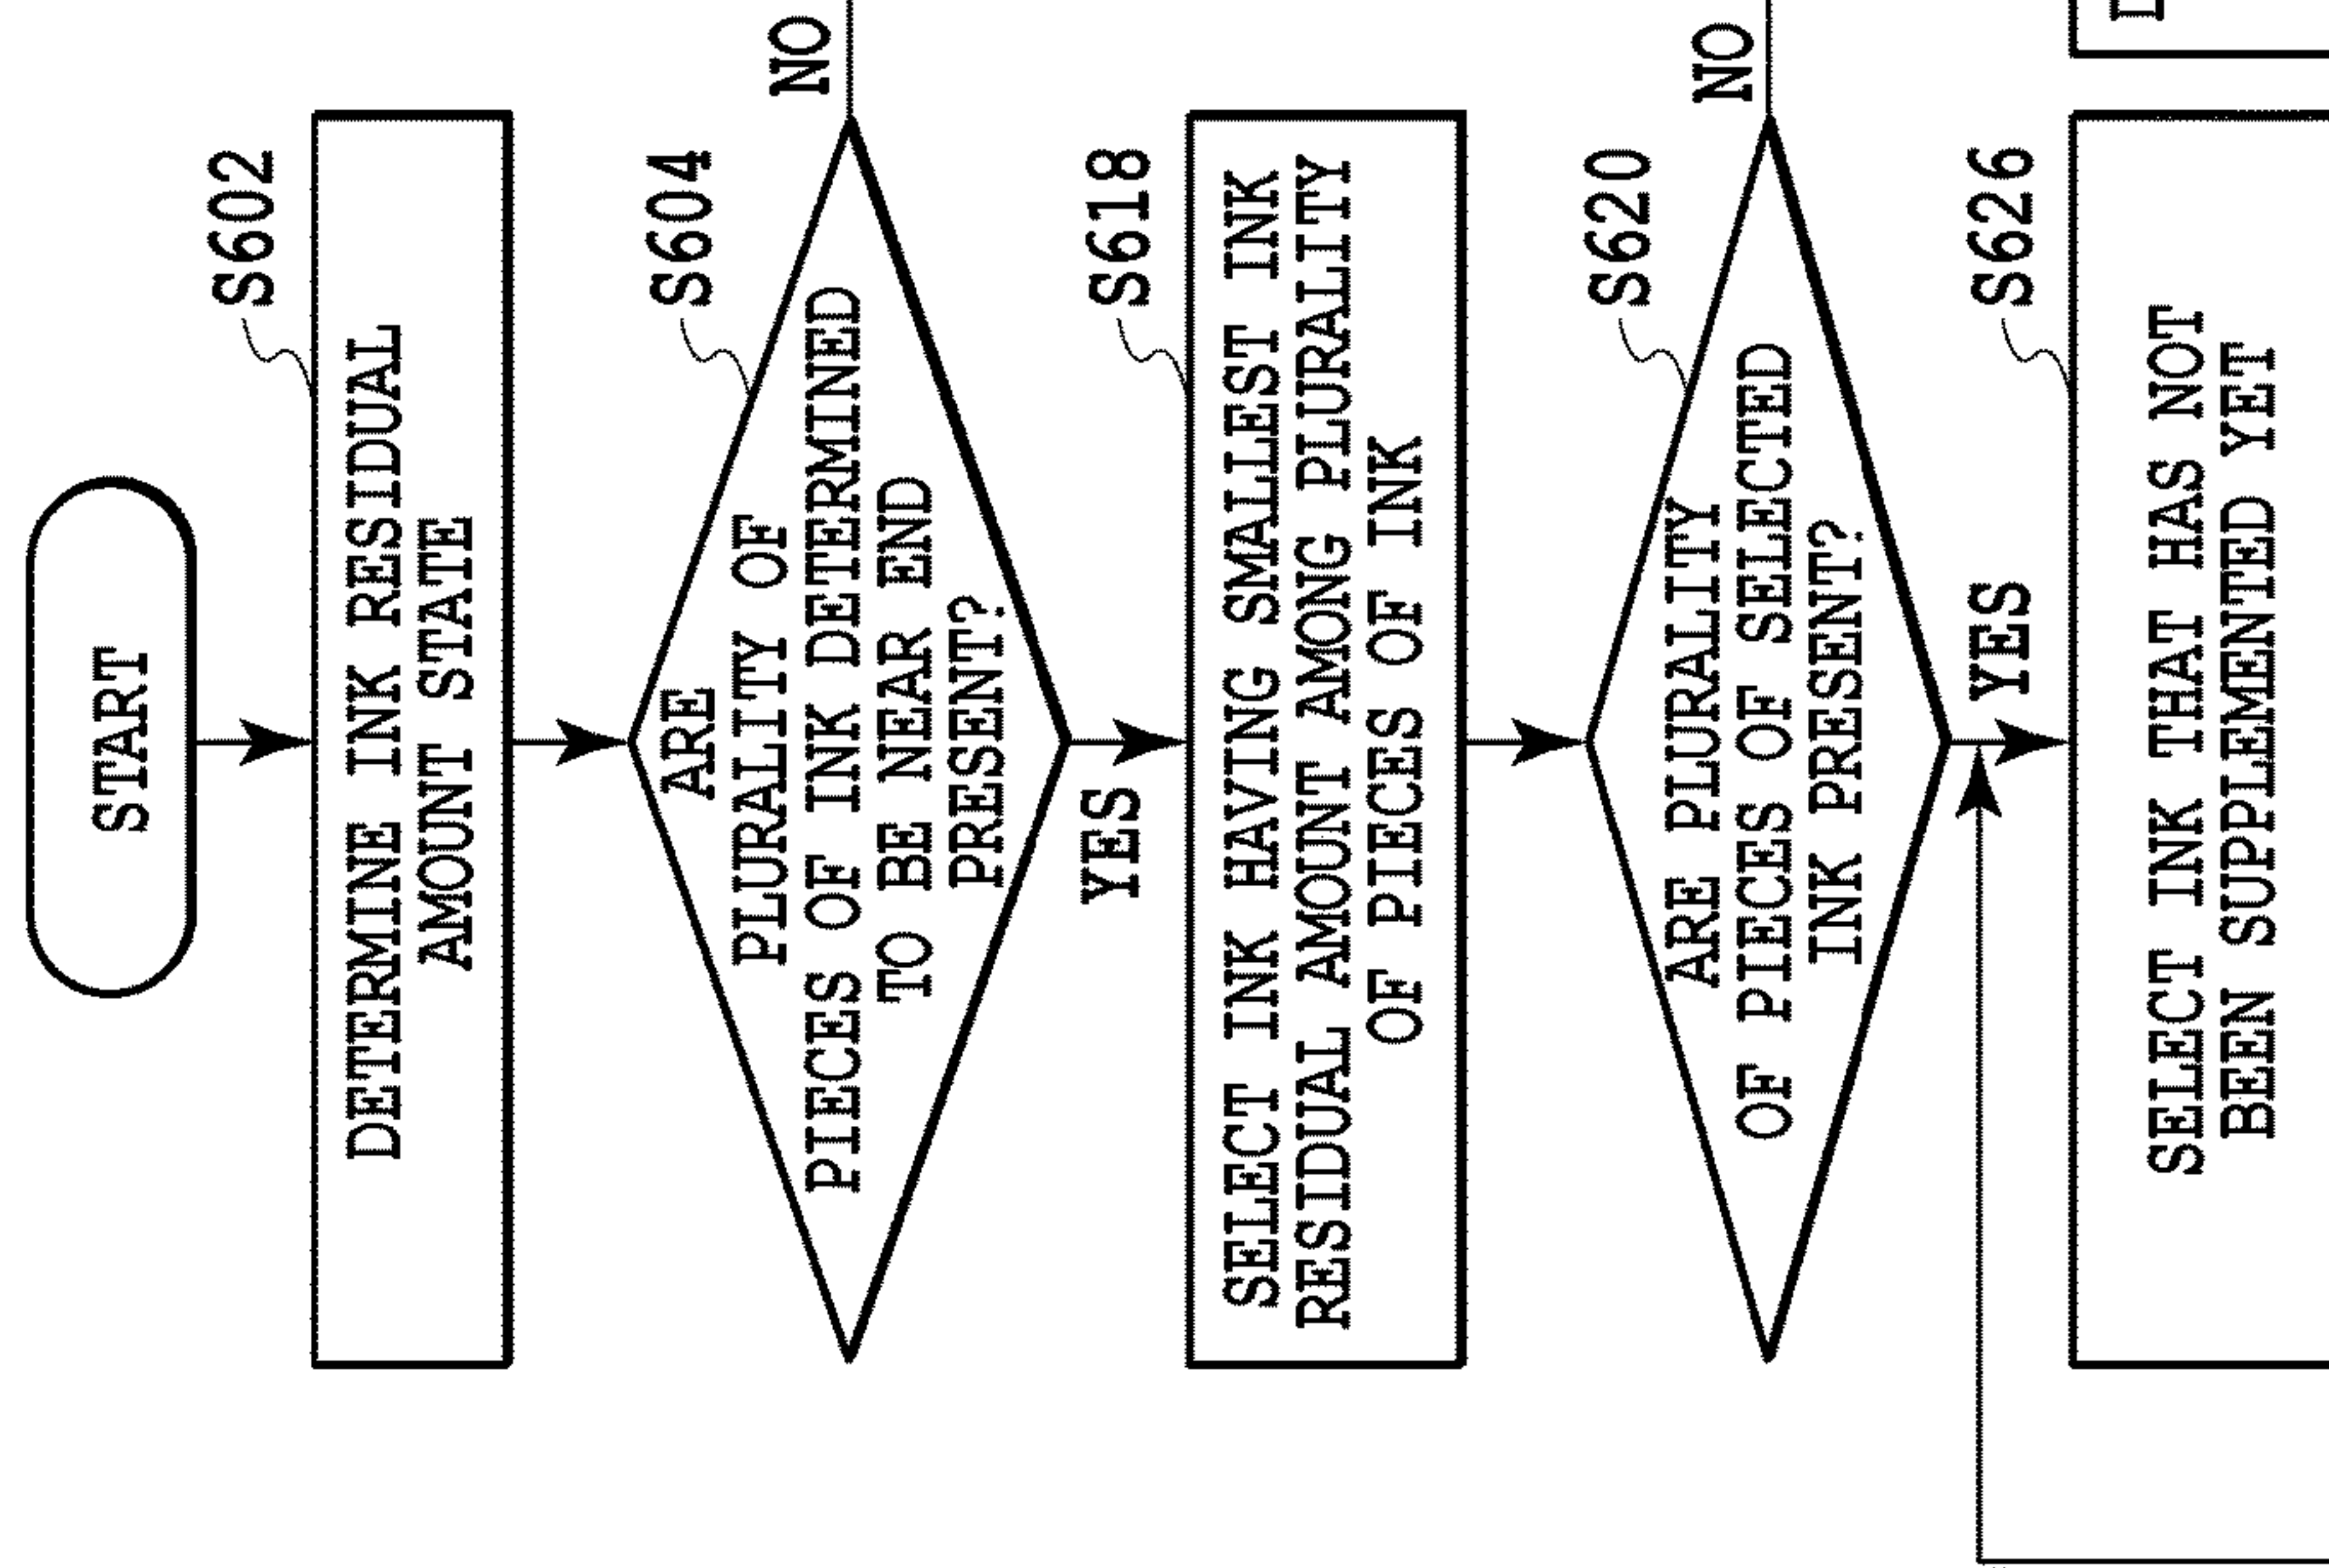 START
S602
DETERMINE INK RESIDUAL
AMOUNT STATE
S604
ARE
PLURALITY OF
PIECES OF INK DETERMINED
TO BE NEAR END
PRESENT?
NO
YES
S618
SELECT INK HAVING SMALLEST INK
RESIDUAL AMOUNT AMONG PLURALITY
OF PIECES OF INK
S620
ARE PLURALITY
OF PIECES OF SELECTED
INK PRESENT?
NO
YES
S626
SELECT INK THAT HAS NOT
BEEN SUPPLEMENTED YET